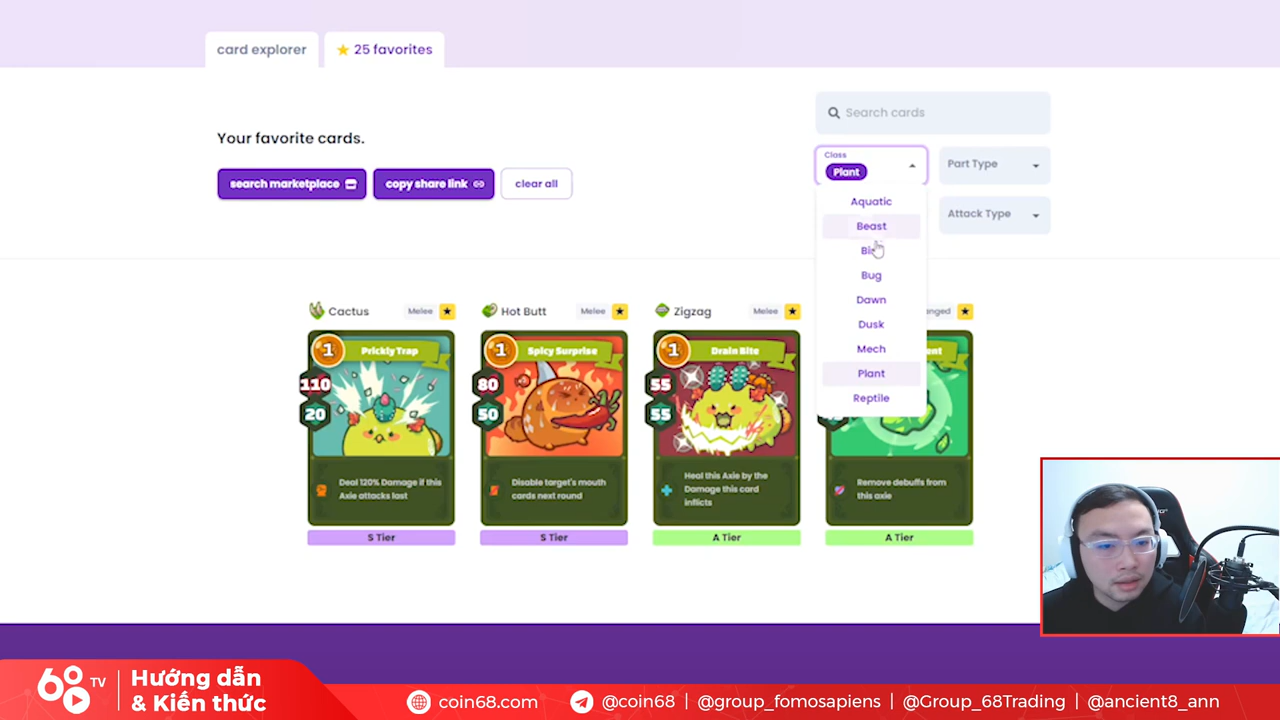 card explorer
25 favorites
Search cards
Your favorite cards.
Class
Plant
Part Type
search marketplace
copy share link
clear all
Aquatic
Attack Type
Beast
Bug
Dawn
Dusk
Mech
Plant
Reptile
Cactus
Melee
Hot Butt
Melee
Zigzag
Melee
1
Prickly Trap
110
20
Deal 120% Damage if this
Axie attacks last
S Tier
1
Spicy Surprise
80
50
Disable target's mouth
cards next round
S Tier
1
Drain Bite
55
55
Heal this Axie by the
Damage this card
inflicts
A Tier
Remove debuffs from
this axie
A Tier
68 TV
Hướng dẫn
& Kiến thức
coin68.com
@coin68 | @group_fomosapiens | @Group_68Trading | @ancient8_ann